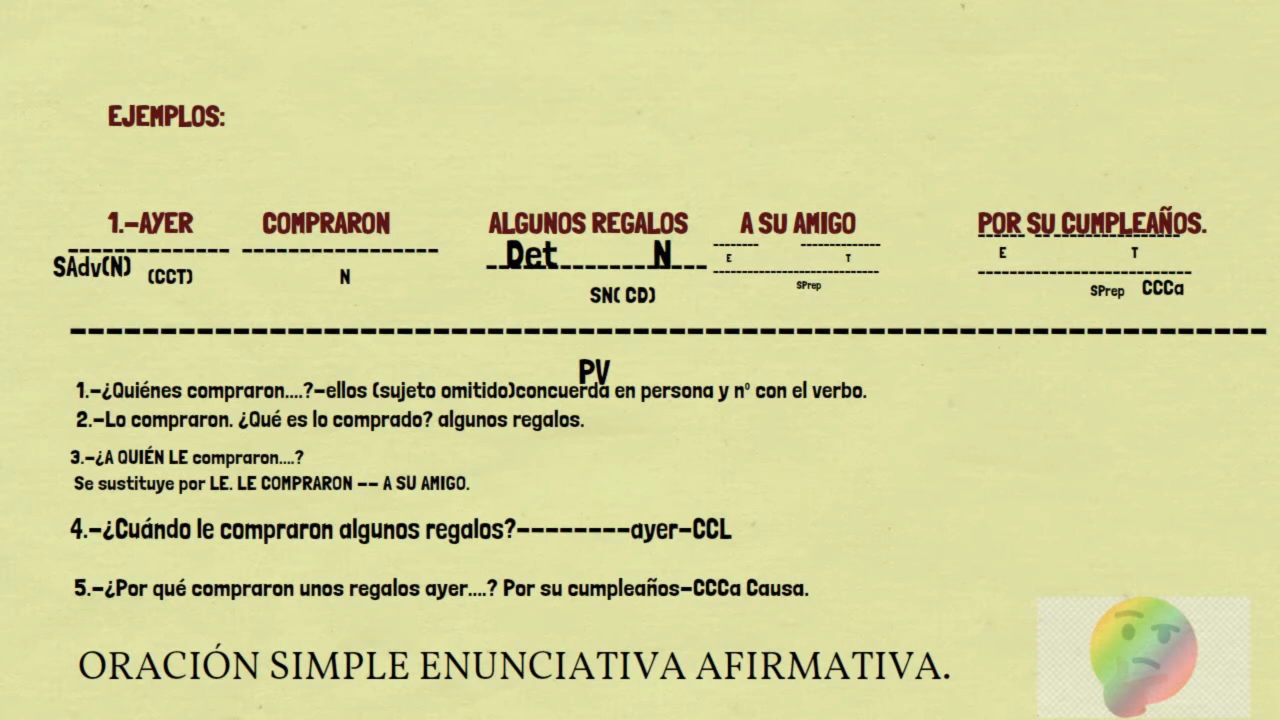 EJEMPLOS:
1.-AYER COMPRARON ALGUNOS REGALOS A SU AMIGO POR SU CUMPLEAÑOS.
SAdv(N) (CCT) N Det N E T E T
SN( CD) SPrep SPrep CCCa
PV
1.-¿Quiénes compraron....?-ellos (sujeto omitido)concuerda en persona y nº con el verbo.
2.-Lo compraron. ¿Qué es lo comprado? algunos regalos.
3.-¿A QUIÉN LE compraron....?
Se sustituye por LE. LE COMPRARON -- A SU AMIGO.
4.-¿Cuándo le compraron algunos regalos?--------ayer-CCL
5.-¿Por qué compraron unos regalos ayer....? Por su cumpleaños-CCCa Causa.
ORACIÓN SIMPLE ENUNCIATIVA AFIRMATIVA.